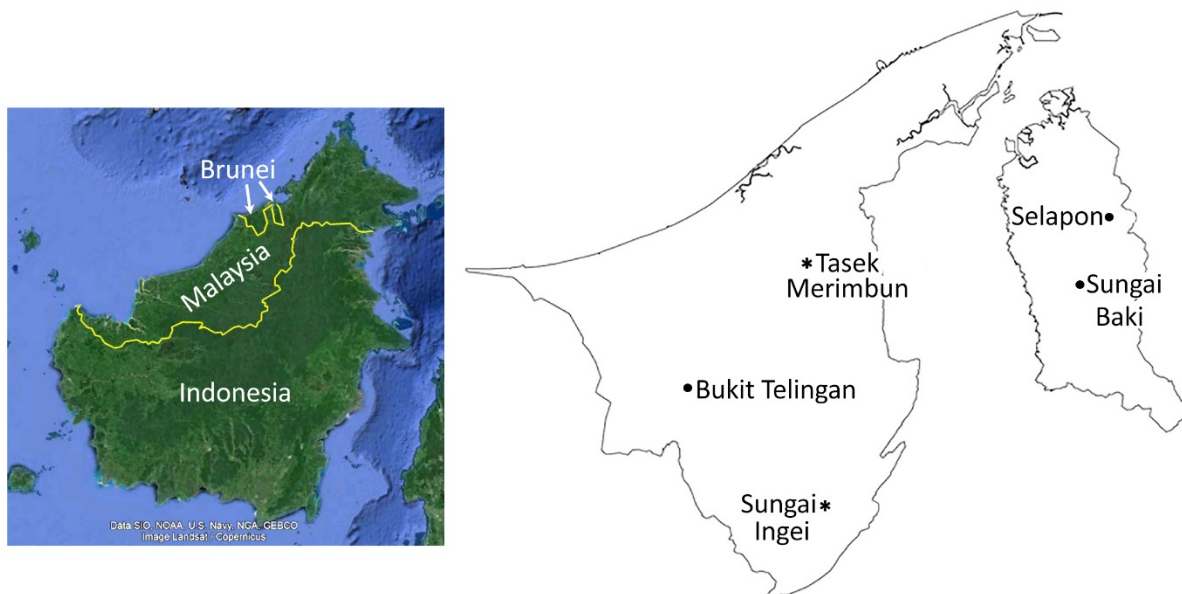 Brunei
Malaysia
Indonesia
Data SIO, NOAA, U.S. Navy, NGA, GEBCO
Image Landsat - Copernicus
Selapon
*Tasek
Merimbun
Sungai
Baki
Bukit Telingan
Sungai*
Ingei